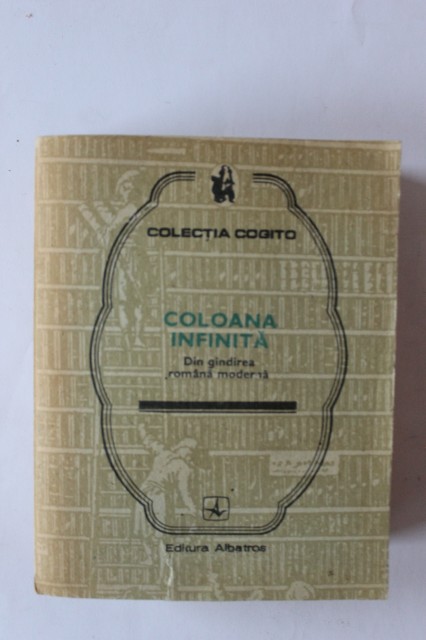 COLECȚIA COGITO
COLOANA
INFINITĂ
Din gîndirea
română modernă
Editura Albatros